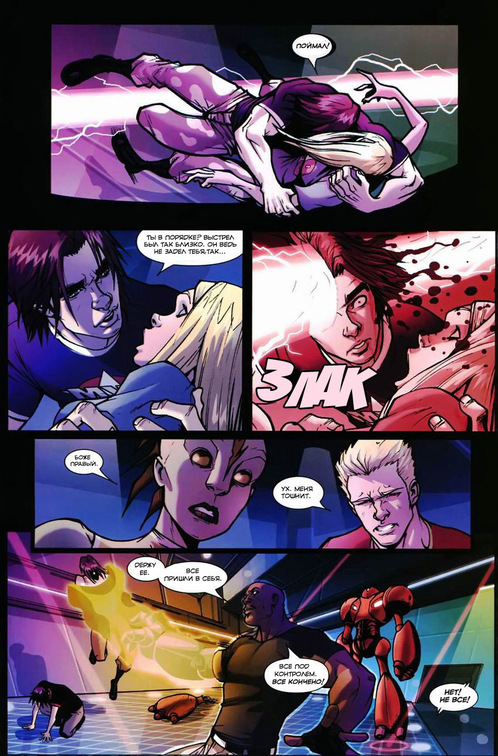 ПОЙМАЛ!
ТЫ В ПОРЯДКЕ? ВЫСТРЕЛ
БЫЛ ТАК БЛИЗКО. ОН ВЕДЬ
НЕ ЗАДЕЛ ТЕБЯ.ТАК...
ЗЛАК
БОЖЕ
ПРАВЫЙ.
УХ. МЕНЯ
ТОШНИТ.
DЕРЖУ
ЕЕ.
ВСЕ
ПРИШЛИ В СЕБЯ.
ВСЕ ПОД
КОНТРОЛЕМ.
ВСЕ КОНЧЕНО!
НЕТ!
НЕ ВСЕ!